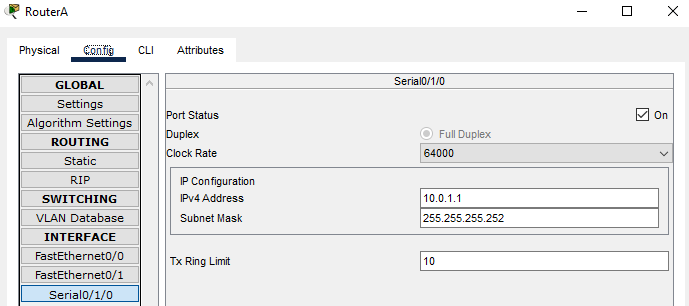 RouterA
Physical Config CLI Attributes
GLOBAL
Settings
Algorithm Settings
ROUTING
Static
RIP
SWITCHING
VLAN Database
INTERFACE
FastEthernet0/0
FastEthernet0/1
Serial0/1/0
Serial0/1/0
Port Status On
Duplex Full Duplex
Clock Rate 64000
IP Configuration
IPv4 Address 10.0.1.1
Subnet Mask 255.255.255.252
Tx Ring Limit 10